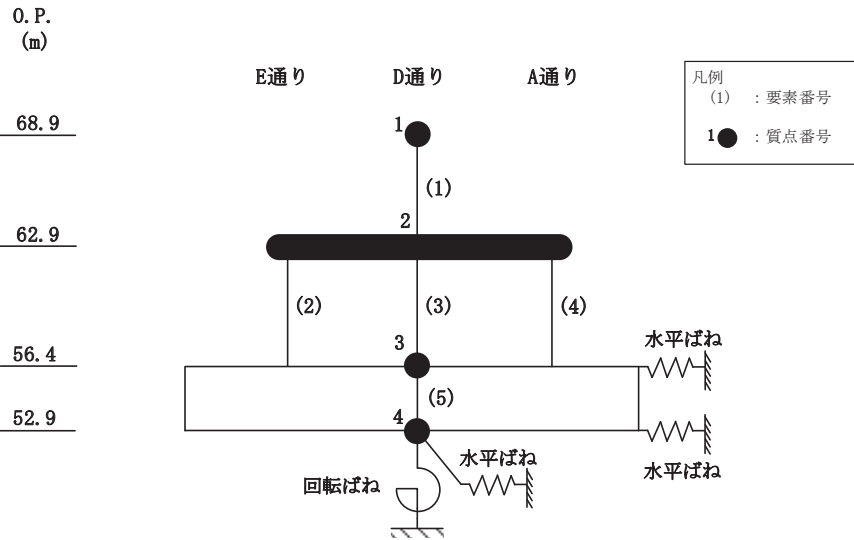 O.P.
(m)
E通り
D通り
A通り
凡例
(1) ：要素番号
1 ：質点番号
68.9
1
(1)
62.9
2
(2)
(3)
(4)
56.4
3
水平ばね
(5)
52.9
4
水平ばね
水平ばね
回転ばね